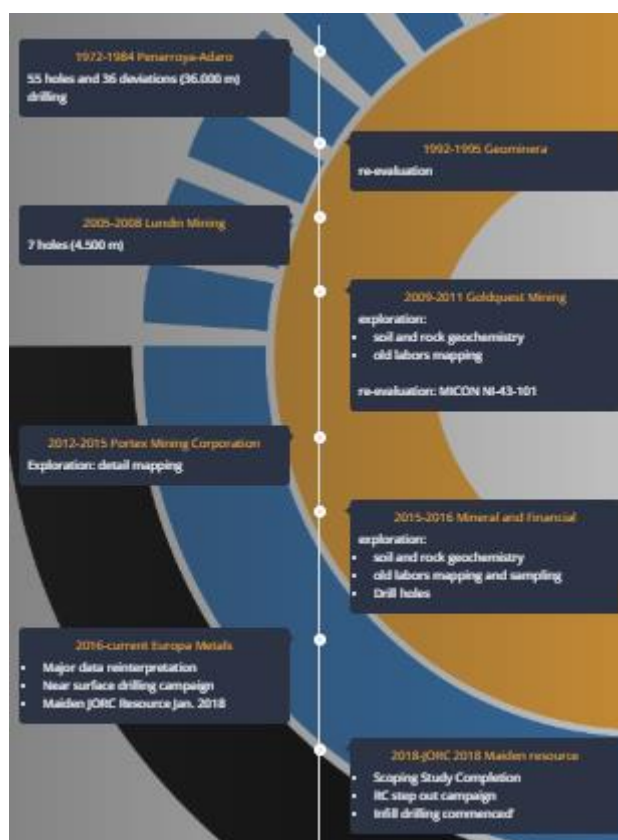 1972-1984 Penarroya-Adaro
55 holes and 36 deviations (36.000 m)
drilling
1992-1995 Geominera
re-evaluation
2005-2008 Lundin Mining
7 holes (4.500 m)
2009-2011 Goldquest Mining
exploration:
• soil and rock geochemistry
• old labors mapping
re-evaluation: MICON NI-43-101
2012-2015 Portex Mining Corporation
Exploration: detail mapping
2015-2016 Mineral and Financial
exploration:
• soil and rock geochemistry
• old labors mapping and sampling
• Drill holes
2016-current Europa Metals
• Major data reinterpretation
• Near surface drilling campaign
• Maiden JORC Resource Jan. 2018
2018-JORC 2018 Maiden resource
• Scoping Study Completion
• RC step out campaign
• Infill drilling commenced'